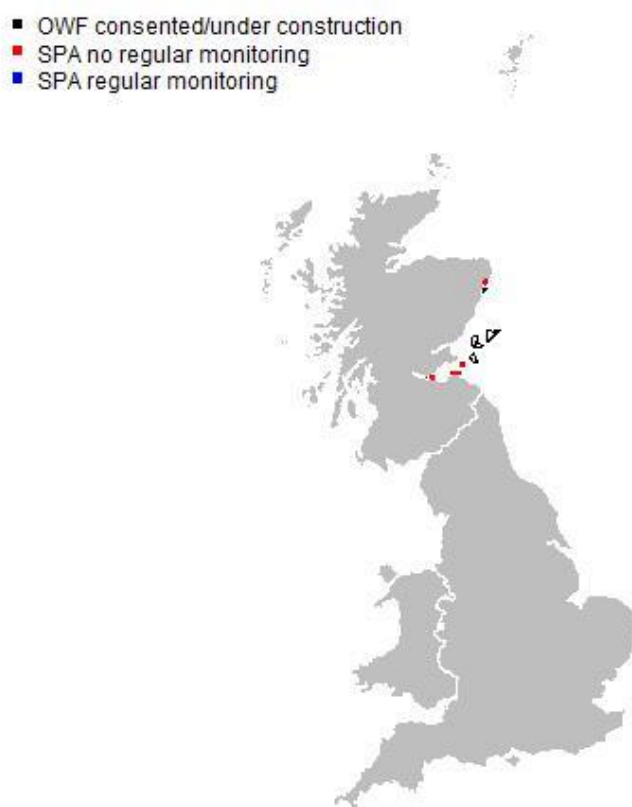 OWF consented/under construction
SPA no regular monitoring
SPA regular monitoring